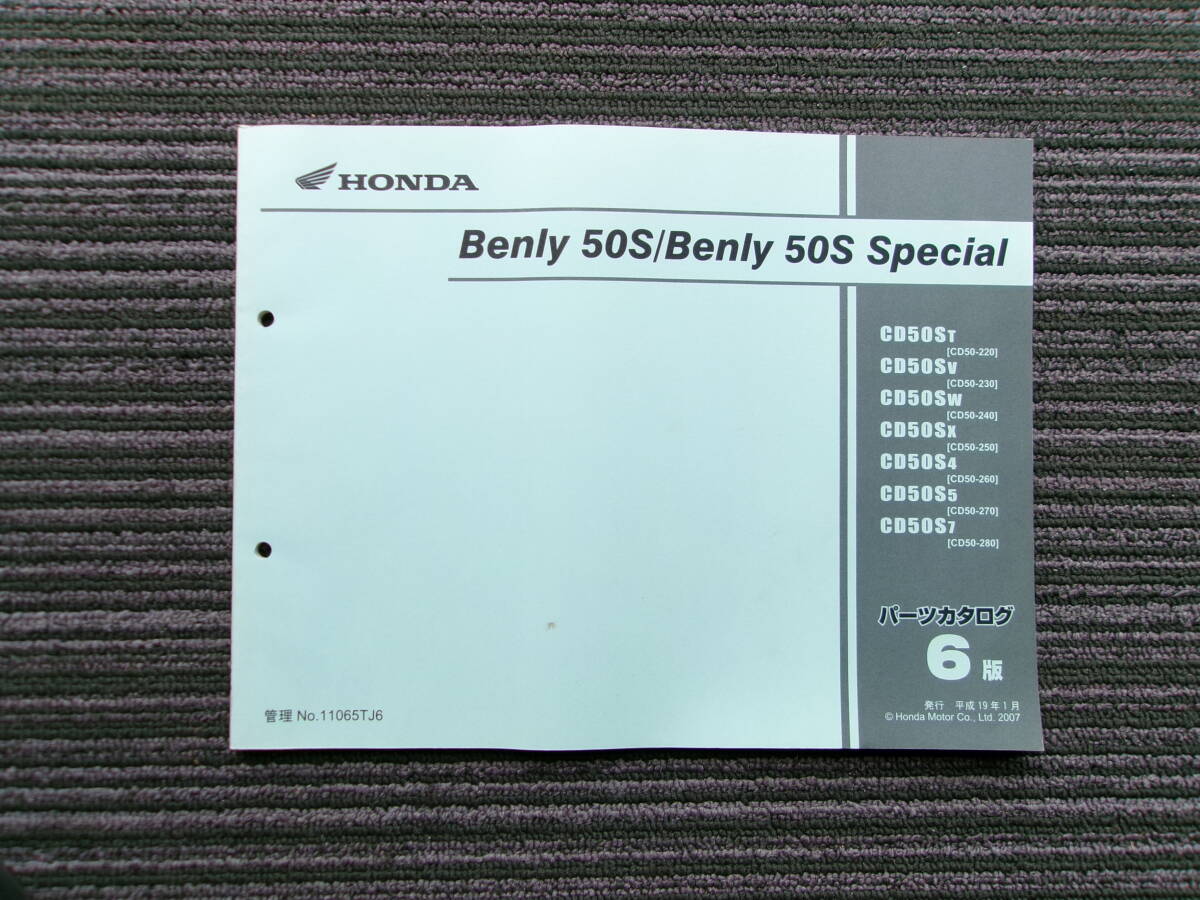 HONDA
Benly 50S/Benly 50S Special
CD50ST
[CD50-220]
CD50SV
[CD50-230]
CD50SW
[CD50-240]
CD50SX
[CD50-250]
CD50S4
[CD50-260]
CD50S5
[CD50-270]
CD50S7
[CD50-280]
パーツカタログ
6版
発行 平成19年1月
© Honda Motor Co., Ltd. 2007
管理 No.11065TJ6